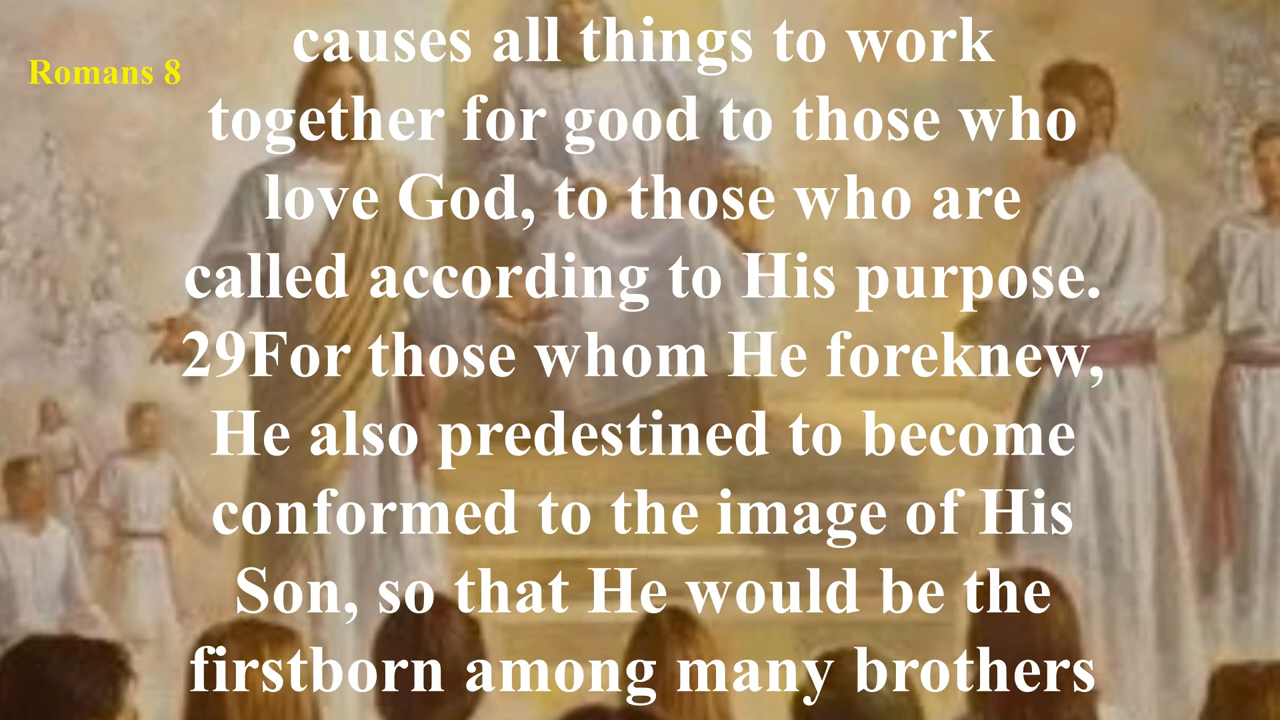 Romans 8
causes all things to work
together for good to those who
love God, to those who are
called according to His purpose.
29For those whom He foreknew,
He also predestined to become
conformed to the image of His
Son, so that He would be the
firstborn among many brothers